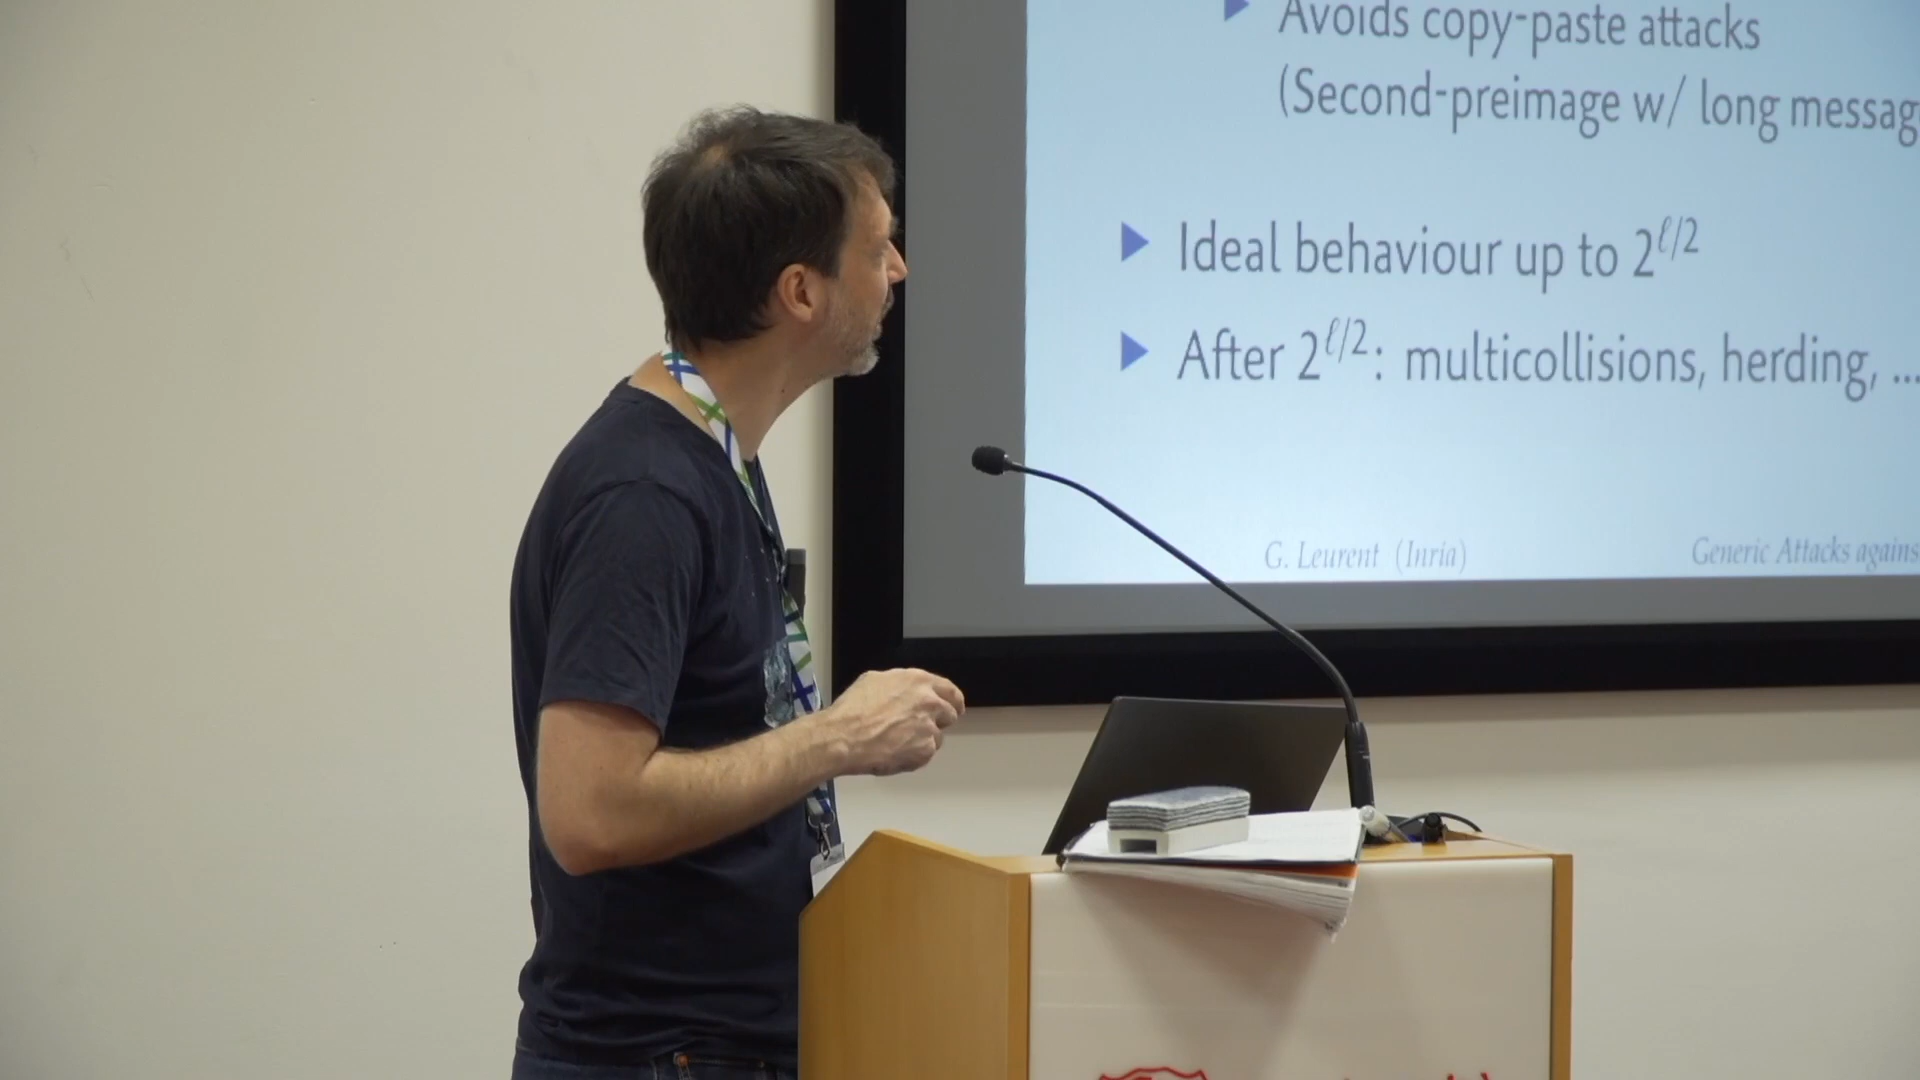 ▶ Avoids copy-paste attacks
(Second-preimage w/ long messag
▶ Ideal behaviour up to 2^{ℓ/2}
▶ After 2^{ℓ/2}: multicollisions, herding, ...
G. Leurent (Inria)
Generic Attacks agains